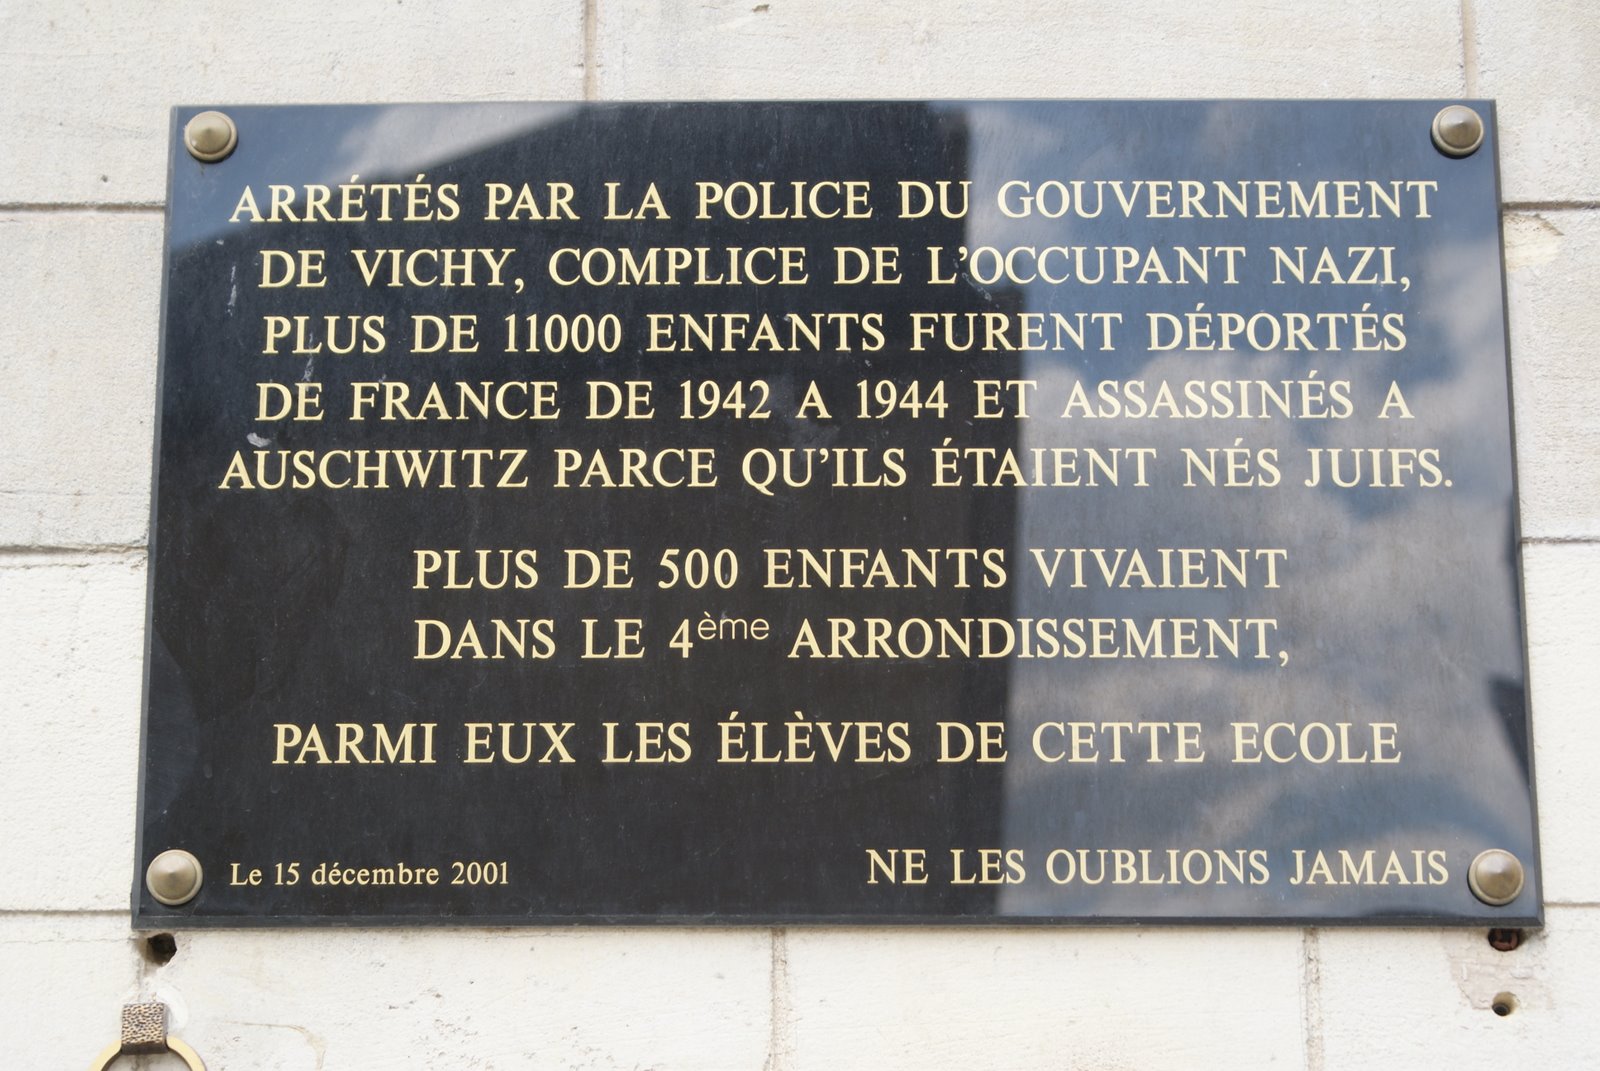 ARRÉTÉS PAR LA POLICE DU GOUVERNEMENT
DE VICHY, COMPLICE DE L'OCCUPANT NAZI,
PLUS DE 11000 ENFANTS FURENT DÉPORTÉS
DE FRANCE DE 1942 A 1944 ET ASSASSINÉS A
AUSCHWITZ PARCE QU'ILS ÉTAIENT NÉS JUIFS.
PLUS DE 500 ENFANTS VIVAIENT
DANS LE 4ème ARRONDISSEMENT,
PARMI EUX LES ÉLÈVES DE CETTE ECOLE
Le 15 décembre 2001
NE LES OUBLIONS JAMAIS